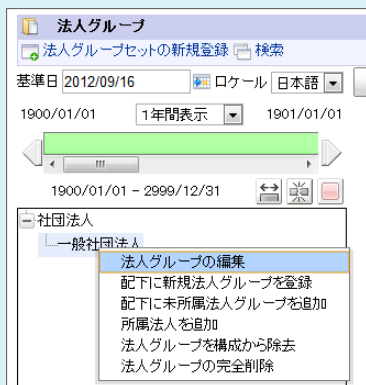 法人グループ
法人グループセットの新規登録 検索
基準日 2012/09/16 ロケール 日本語
1900/01/01 1年間表示 1901/01/01
1900/01/01 - 2999/12/31
社団法人
一般社団法人
法人グループの編集
配下に新規法人グループを登録
配下に未所属法人グループを追加
所属法人を追加
法人グループを構成から除去
法人グループの完全削除